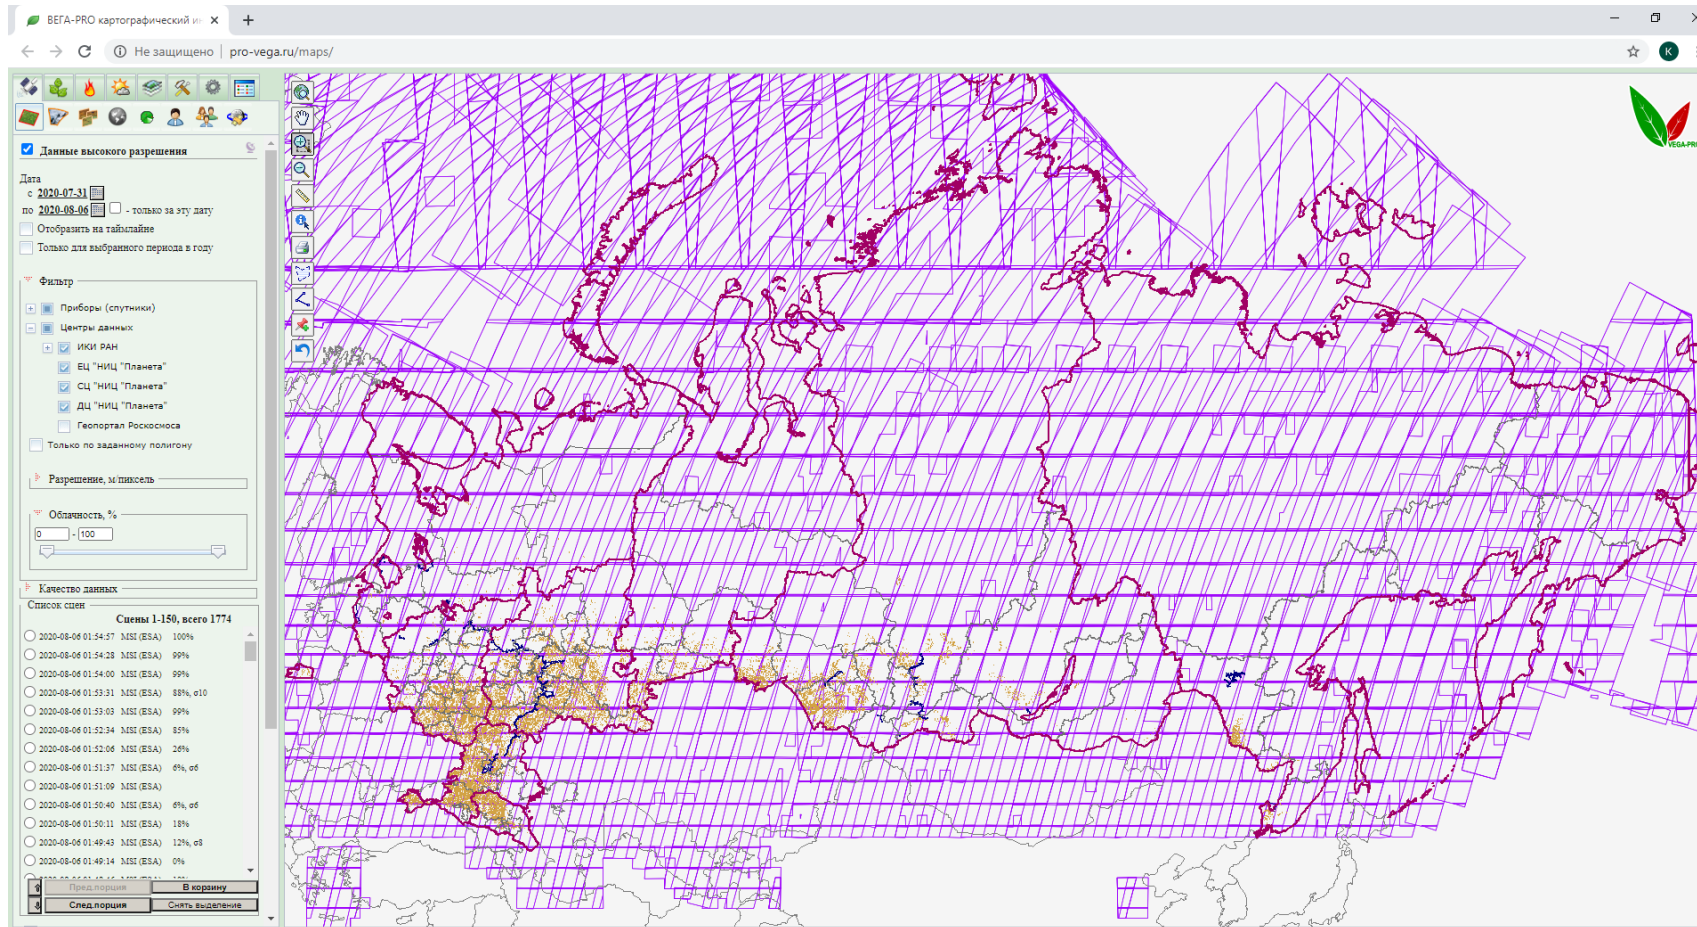 ВЕГА-PRO картографический ин
Не защищено | pro-vega.ru/maps/
K
Данные высокого разрешения
Дата
с 2020-07-31
по 2020-08-06 - только за эту дату
Отобразить на таймлайне
Только для выбранного периода в году
Фильтр
Приборы (спутники)
Центры данных
ИКИ РАН
ЕЦ "НИЦ "Планета"
СЦ "НИЦ "Планета"
ДЦ "НИЦ "Планета"
Геопортал Роскосмоса
Только по заданному полигону
Разрешение, м/пиксель
Облачность, %
0 - 100
Качество данных
Список сцен
Сцены 1-150, всего 1774
2020-08-06 01:54:57 MSI (ESA) 100%
2020-08-06 01:54:28 MSI (ESA) 99%
2020-08-06 01:54:00 MSI (ESA) 99%
2020-08-06 01:53:31 MSI (ESA) 88%, σ10
2020-08-06 01:53:03 MSI (ESA) 99%
2020-08-06 01:52:34 MSI (ESA) 85%
2020-08-06 01:52:06 MSI (ESA) 26%
2020-08-06 01:51:37 MSI (ESA) 6%, σ6
2020-08-06 01:51:09 MSI (ESA)
2020-08-06 01:50:40 MSI (ESA) 6%, σ6
2020-08-06 01:50:11 MSI (ESA) 18%
2020-08-06 01:49:43 MSI (ESA) 12%, σ8
2020-08-06 01:49:14 MSI (ESA) 0%
Пред.порция В корзину
След.порция Снять выделение
VEGA-PRO